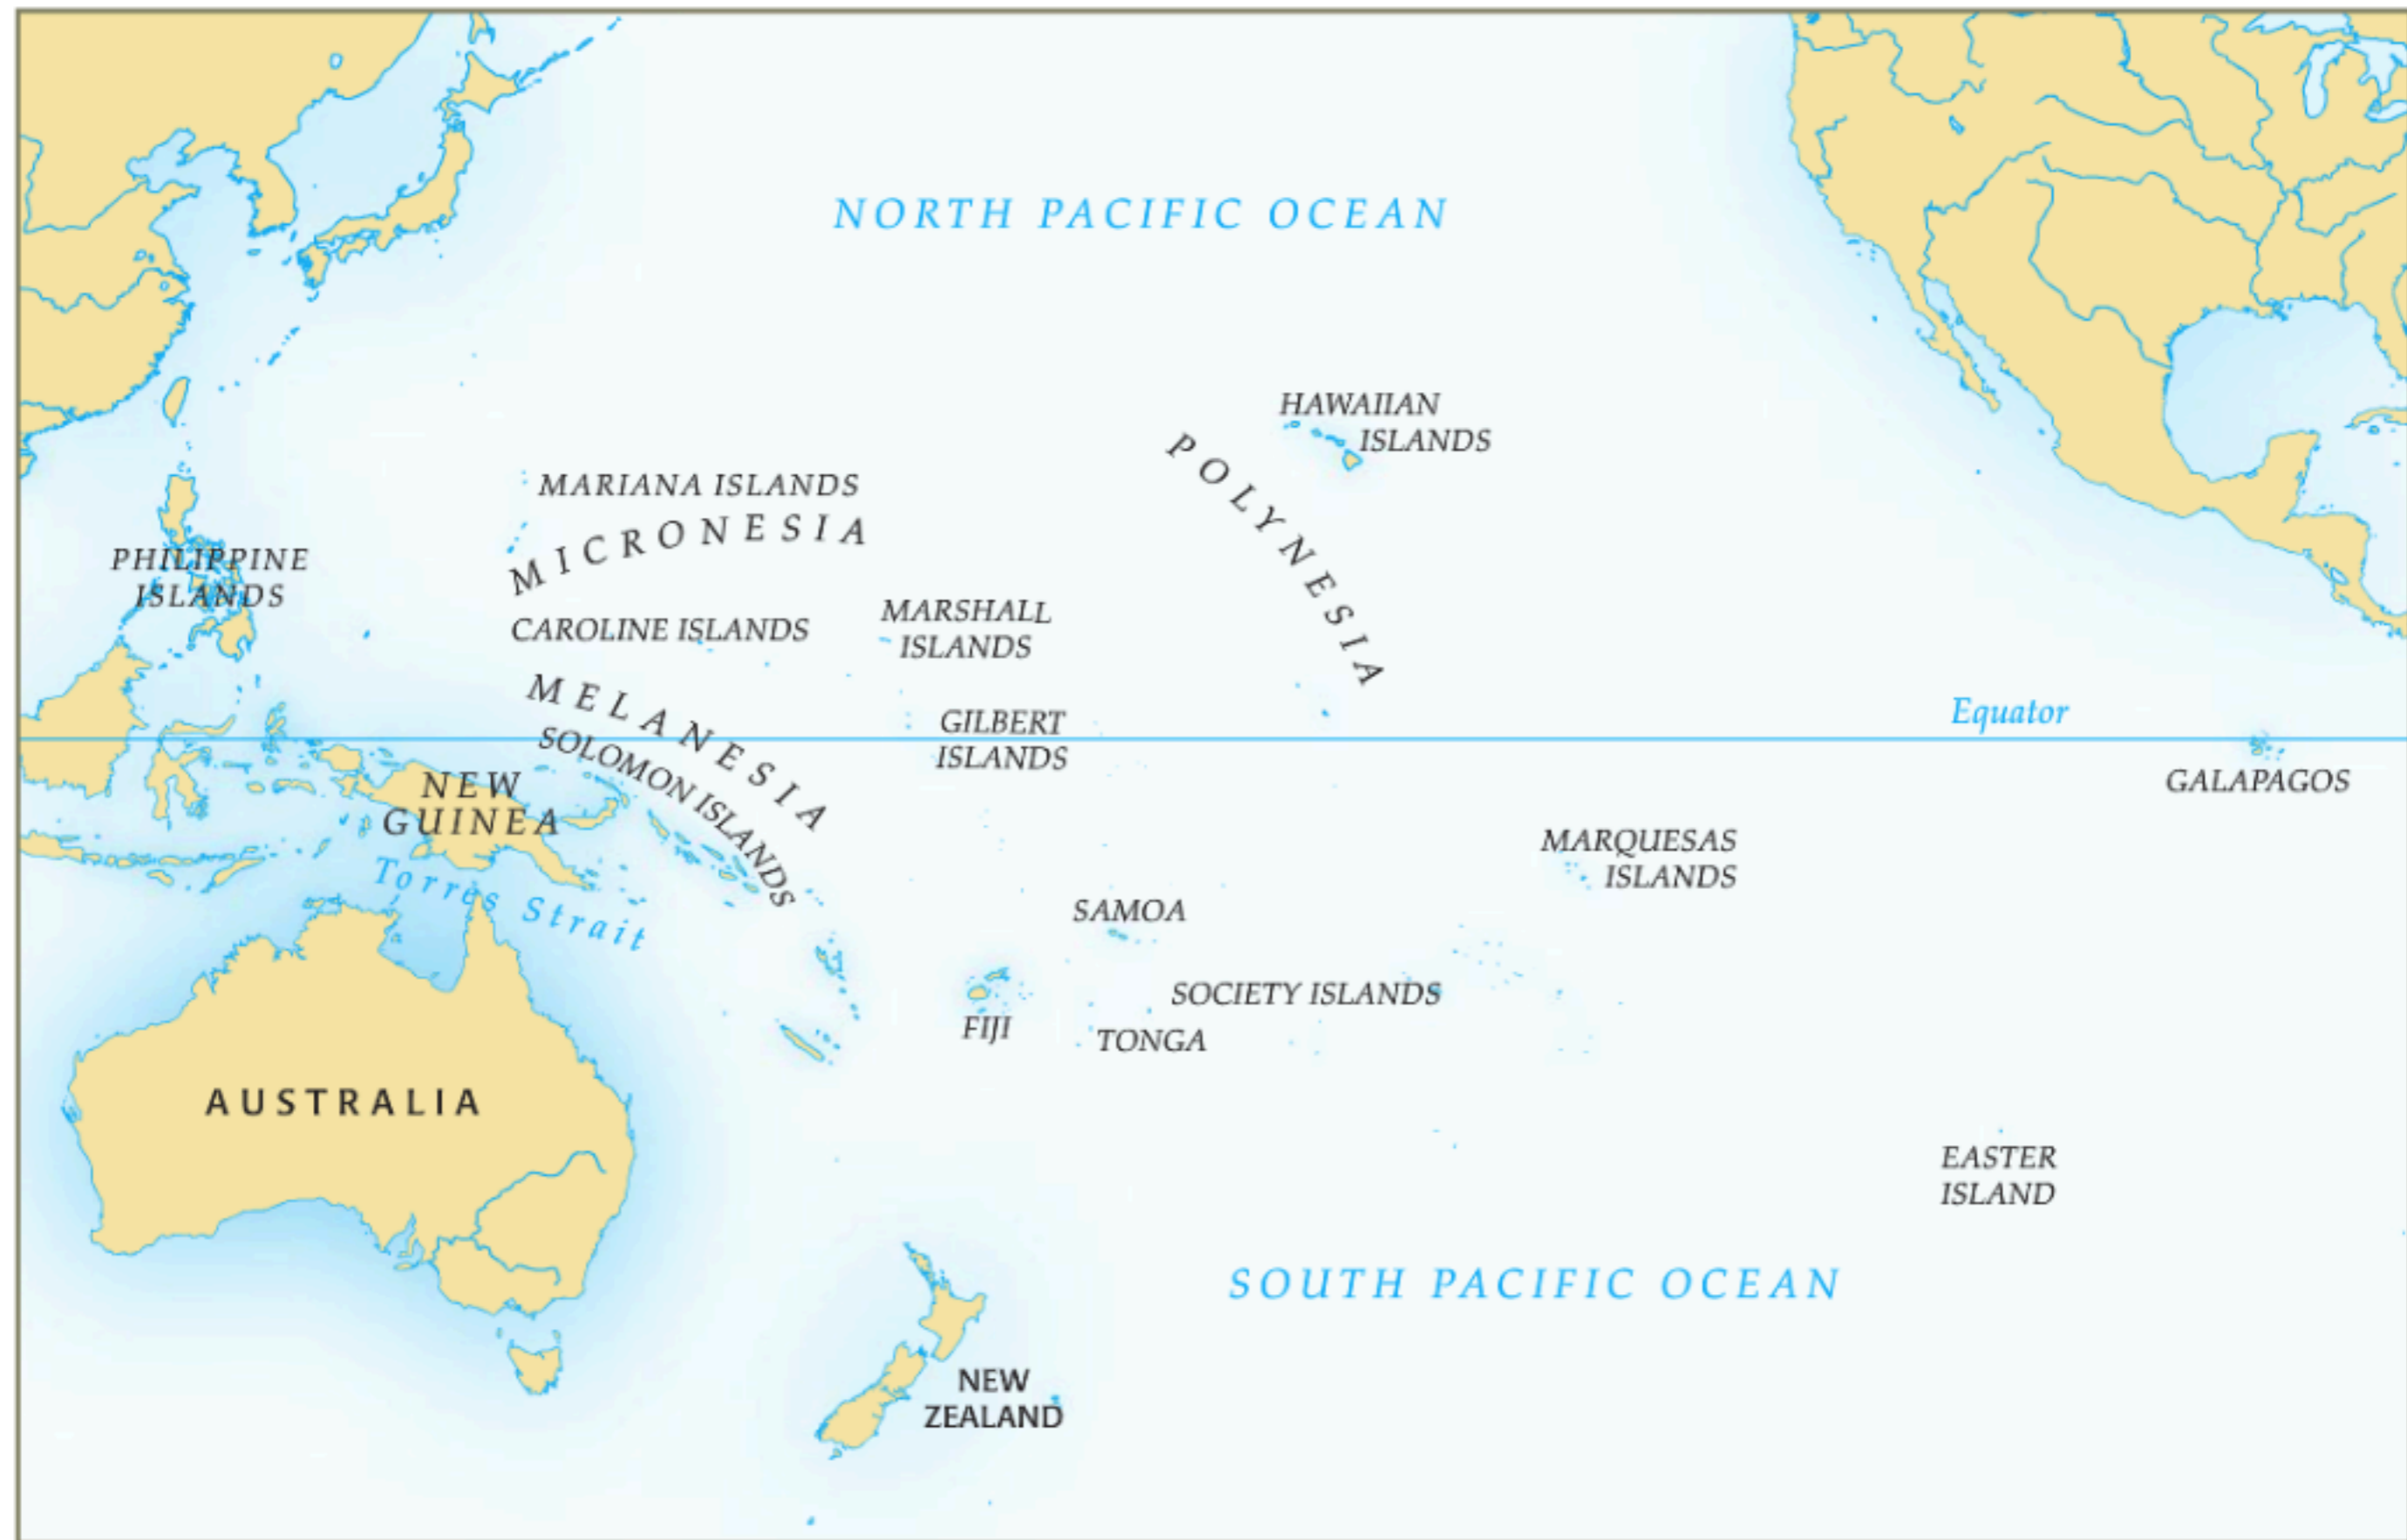 NORTH PACIFIC OCEAN
HAWAIIAN
ISLANDS
POLYNESIA
MARIANA ISLANDS
MICRONESIA
PHILIPPINE
ISLANDS
CAROLINE ISLANDS
MARSHALL
ISLANDS
MELANESIA
SOLOMON ISLANDS
GILBERT
ISLANDS
Equator
GALAPAGOS
NEW
GUINEA
Torres Strait
MARQUESAS
ISLANDS
SAMOA
SOCIETY ISLANDS
FIJI
TONGA
AUSTRALIA
EASTER
ISLAND
SOUTH PACIFIC OCEAN
NEW
ZEALAND